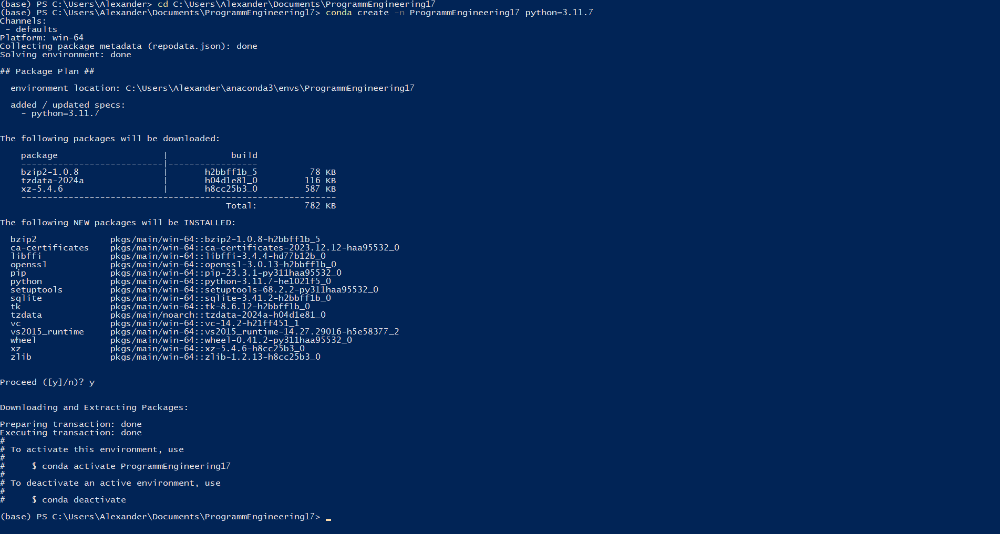 (base) PS C:\Users\Alexander> cd C:\Users\Alexander\Documents\ProgrammEngineering17
(base) PS C:\Users\Alexander\Documents\ProgrammEngineering17> conda create -n ProgrammEngineering17 python=3.11.7
Channels:
 - defaults
Platform: win-64
Collecting package metadata (repodata.json): done
Solving environment: done

## Package Plan ##

  environment location: C:\Users\Alexander\anaconda3\envs\ProgrammEngineering17

  added / updated specs:
    - python=3.11.7


The following packages will be downloaded:

    package                    |            build
    ---------------------------|-----------------
    bzip2-1.0.8                |       h2bbff1b_5          78 KB
    tzdata-2024a               |       h04d1e81_0         116 KB
    xz-5.4.6                   |       h8cc25b3_0         587 KB
    ------------------------------------------------------------
                                           Total:         782 KB

The following NEW packages will be INSTALLED:

  bzip2              pkgs/main/win-64::bzip2-1.0.8-h2bbff1b_5
  ca-certificates    pkgs/main/win-64::ca-certificates-2023.12.12-haa95532_0
  libffi             pkgs/main/win-64::libffi-3.4.4-hd77b12b_0
  openssl            pkgs/main/win-64::openssl-3.0.13-h2bbff1b_0
  pip                pkgs/main/win-64::pip-23.3.1-py311haa95532_0
  python             pkgs/main/win-64::python-3.11.7-he1021f5_0
  setuptools         pkgs/main/win-64::setuptools-68.2.2-py311haa95532_0
  sqlite             pkgs/main/win-64::sqlite-3.41.2-h2bbff1b_0
  tk                 pkgs/main/win-64::tk-8.6.12-h2bbff1b_0
  tzdata             pkgs/main/noarch::tzdata-2024a-h04d1e81_0
  vc                 pkgs/main/win-64::vc-14.2-h21ff451_1
  vs2015_runtime     pkgs/main/win-64::vs2015_runtime-14.27.29016-h5e58377_2
  wheel              pkgs/main/win-64::wheel-0.41.2-py311haa95532_0
  xz                 pkgs/main/win-64::xz-5.4.6-h8cc25b3_0
  zlib               pkgs/main/win-64::zlib-1.2.13-h8cc25b3_0


Proceed ([y]/n)? y


Downloading and Extracting Packages:

Preparing transaction: done
Executing transaction: done
#
# To activate this environment, use
#
#     $ conda activate ProgrammEngineering17
#
# To deactivate an active environment, use
#
#     $ conda deactivate

(base) PS C:\Users\Alexander\Documents\ProgrammEngineering17> _